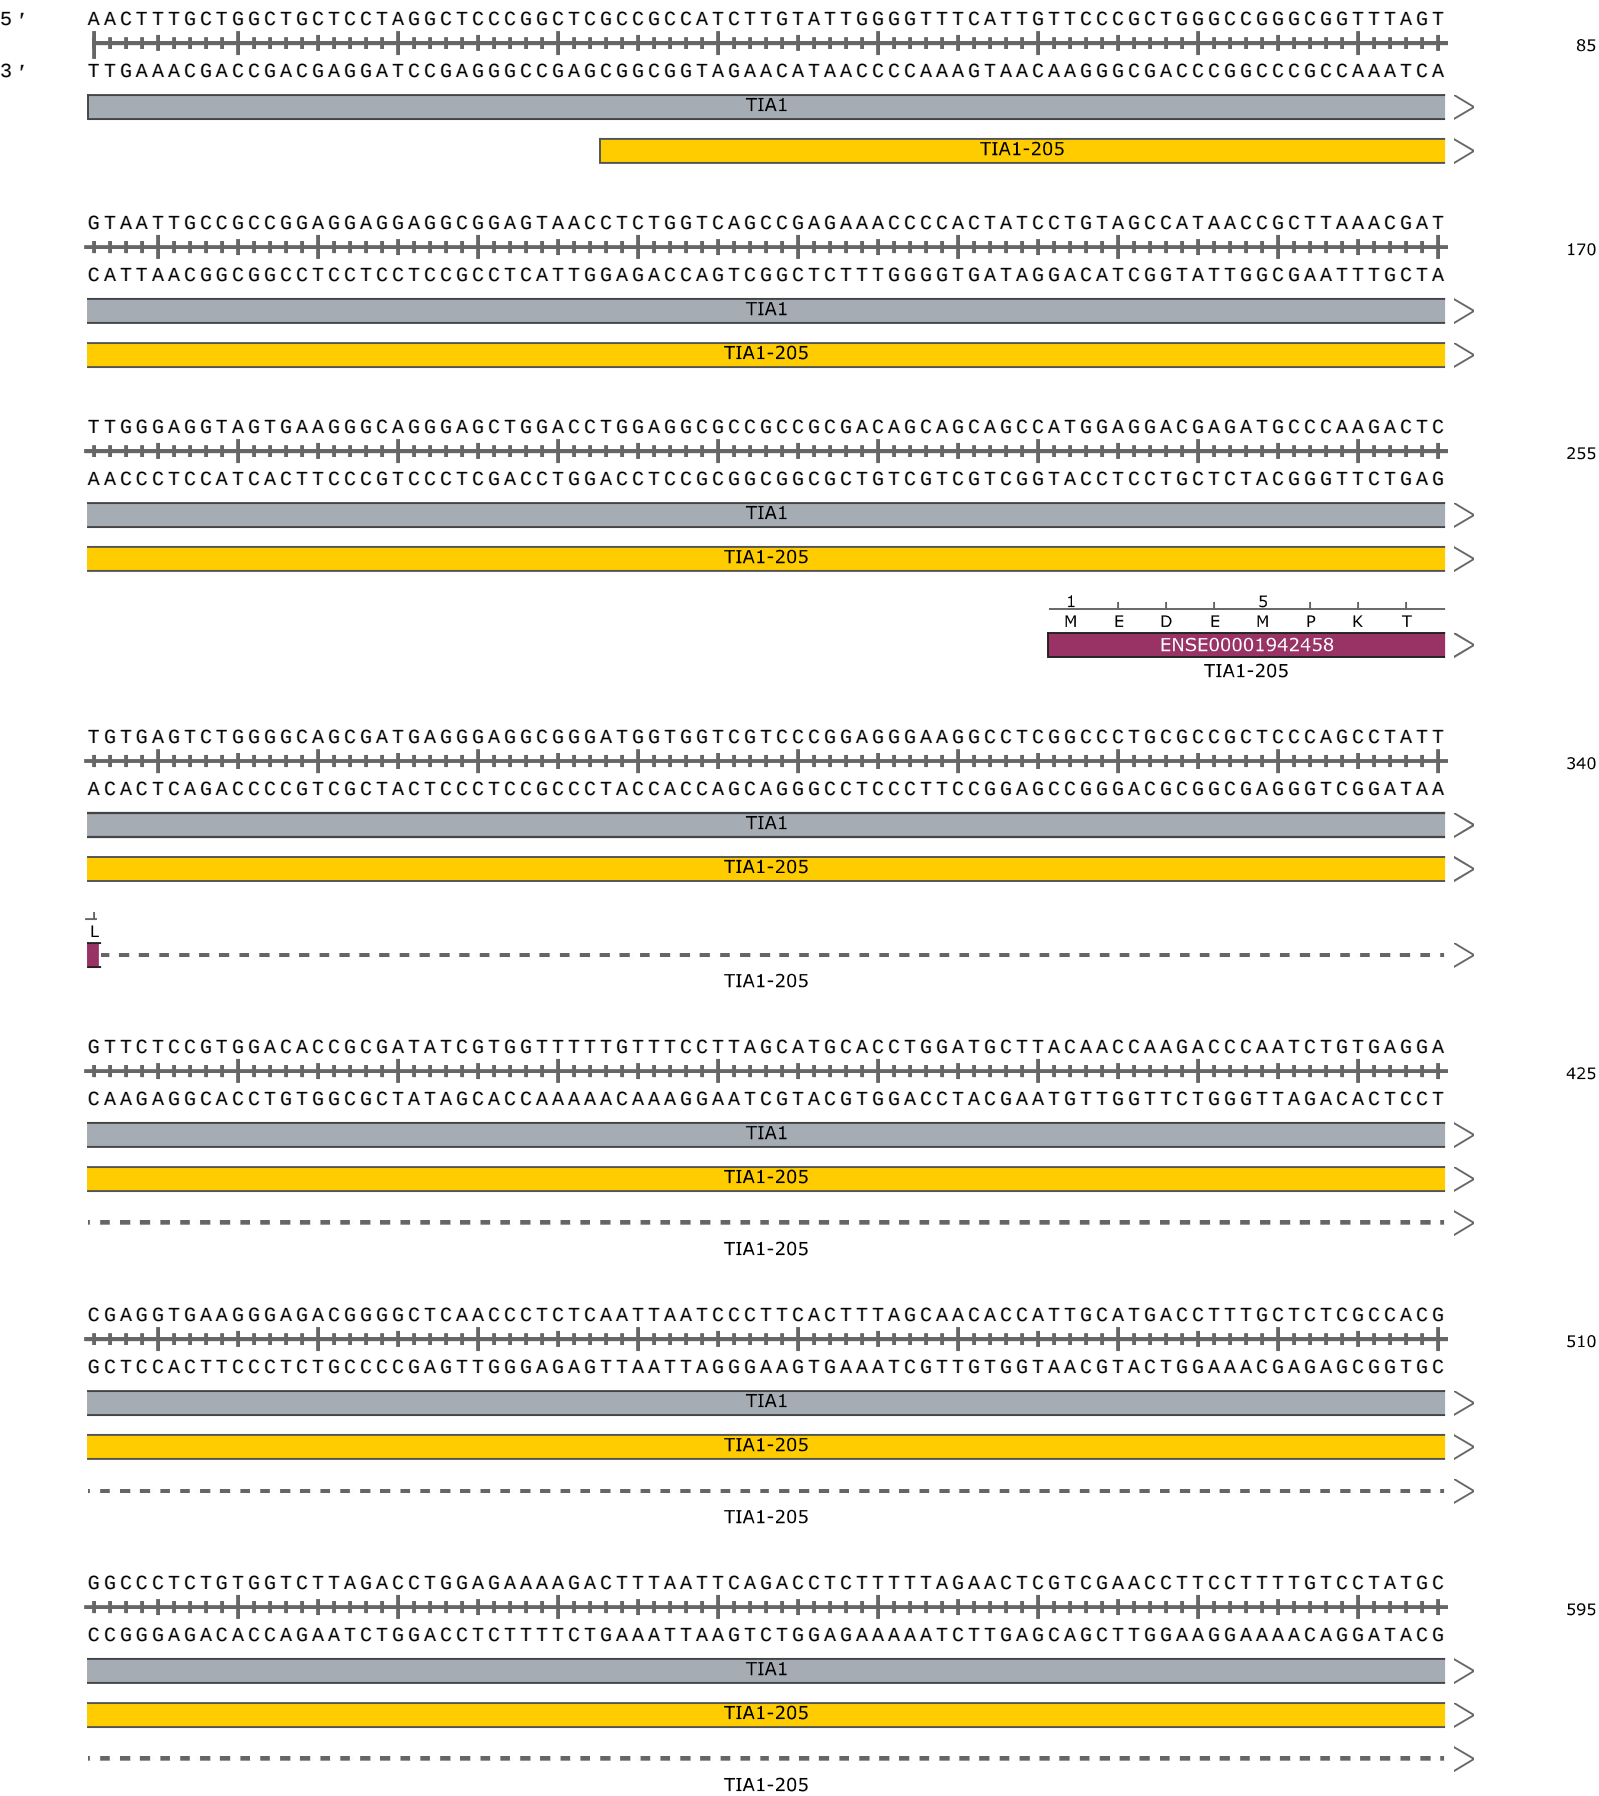 5 ′ AACTTTGCTGGCTGCTCCTAGGCTCCCGGCTCGCCGCCATCTTGTATTGGGGTTTCATTGTTCCCGCTGGGCCGGGCGGTTTAGT
85
3 ′ TTGAAACGACCGACGAGGATCCGAGGGCCGAGCGGCGGTAGAACATAACCCCAAAGTAACAAGGGCGACCCGGCCCGCCAAATCA
TIA1
TIA1-205
GTAATTGCCGCCGGAGGAGGAGGCGGAGTAACCTCTGGTCAGCCGAGAAACCCCACTATCCTGTAGCCATAACCGCTTAAACGAT
170
CATTAACGGCGGCCTCCTCCTCCGCCTCATTGGAGACCAGTCGGCTCTTTGGGGTGATAGGACATCGGTATTGGCGAATTTGCTA
TIA1
TIA1-205
TTGGGAGGTAGTGAAGGGCAGGGAGCTGGACCTGGAGGCGCCGCCGCGACAGCAGCAGCCATGGAGGACGAGATGCCCAAGACTC
255
AACCCTCCATCACTTCCCGTCCCTCGACCTGGACCTCCGCGGCGGCGCTGTCGTCGTCGGTACCTCCTGCTCTACGGGTTCTGAG
TIA1
TIA1-205
1 5
M E D E M P K T
ENSE00001942458
TIA1-205
TGTGAGTCTGGGGCAGCGATGAGGGAGGCGGGATGGTGGTCGTCCCGGAGGGAAGGCCTCGGCCCTGCGCCGCTCCCAGCCTATT
340
ACACTCAGACCCCGTCGCTACTCCCTCCGCCCTACCACCAGCAGGGCCTCCCTTCCGGAGCCGGGACGCGGCGAGGGTCGGATAA
TIA1
TIA1-205
L
TIA1-205
GTTCTCCGTGGACACCGCGATATCGTGGTTTTTGTTTCCTTAGCATGCACCTGGATGCTTACAACCAAGACCCAATCTGTGAGGA
425
CAAGAGGCACCTGTGGCGCTATAGCACCAAAAACAAAGGAATCGTACGTGGACCTACGAATGTTGGTTCTGGGTTAGACACTCCT
TIA1
TIA1-205
TIA1-205
CGAGGTGAAGGGAGACGGGGCTCAACCCTCTCAATTAATCCCTTCACTTTAGCAACACCATTGCATGACCTTTGCTCTCGCCACG
510
GCTCCACTTCCCTCTGCCCCGAGTTGGGAGAGTTAATTAGGGAAGTGAAATCGTTGTGGTAACGTACTGGAAACGAGAGCGGTGC
TIA1
TIA1-205
TIA1-205
GGCCCTCTGTGGTCTTAGACCTGGAGAAAAGACTTTAATTCAGACCTCTTTTTAGAACTCGTCGAACCTTCCTTTTGTCCTATGC
595
CCGGGAGACACCAGAATCTGGACCTCTTTTCTGAAATTAAGTCTGGAGAAAAATCTTGAGCAGCTTGGAAGGAAAACAGGATACG
TIA1
TIA1-205
TIA1-205